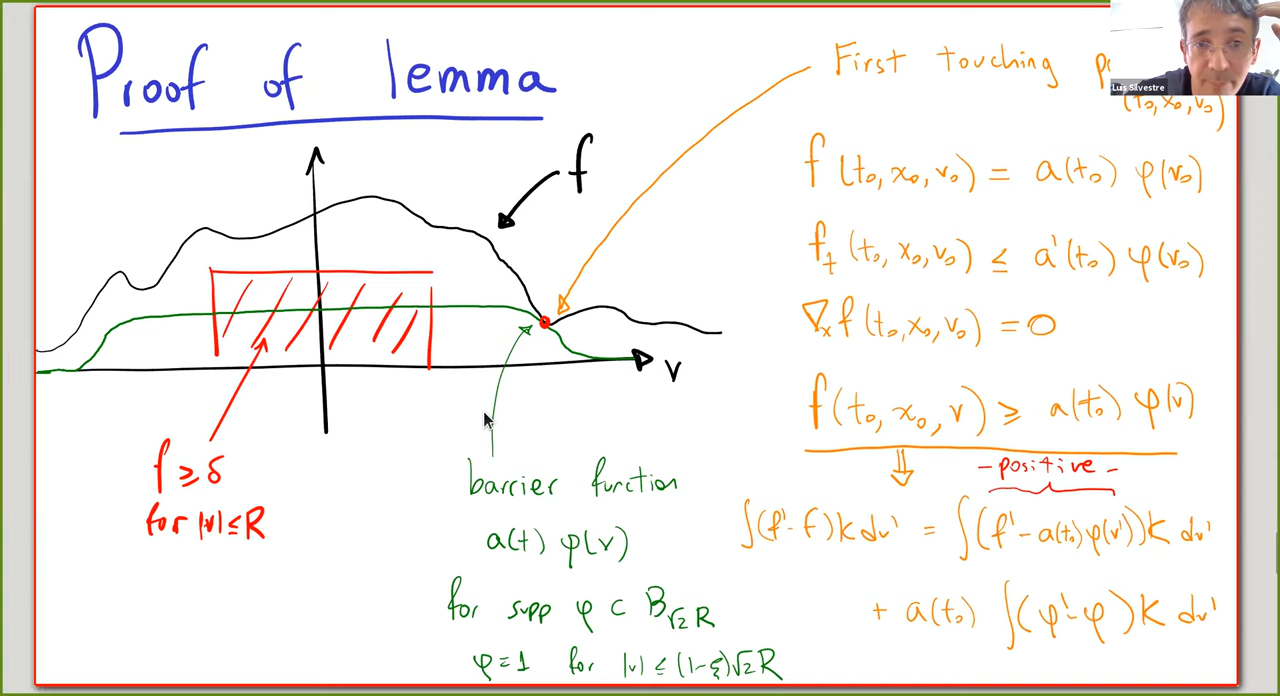 Proof of lemma
f
v
f ≥ δ
for |v| ≤ R
barrier function
a(t) φ(v)
for supp φ ⊂ B_{√2 R}
φ = 1 for |v| ≤ (1-ξ)√2 R
First touching
(t₀, x₀, v₀)
Luis Silvestre
f(t₀, x₀, v₀) = a(t₀) φ(v₀)
f_t(t₀, x₀, v₀) ≤ a'(t₀) φ(v₀)
∇ₓf(t₀, x₀, v₀) = 0
f(t₀, x₀, v) ≥ a(t₀) φ(v)
⇓ - positive -
∫(f' - f) K dv' = ∫(f' - a(t₀) φ(v')) K dv'
+ a(t₀) ∫(φ' - φ) K dv'